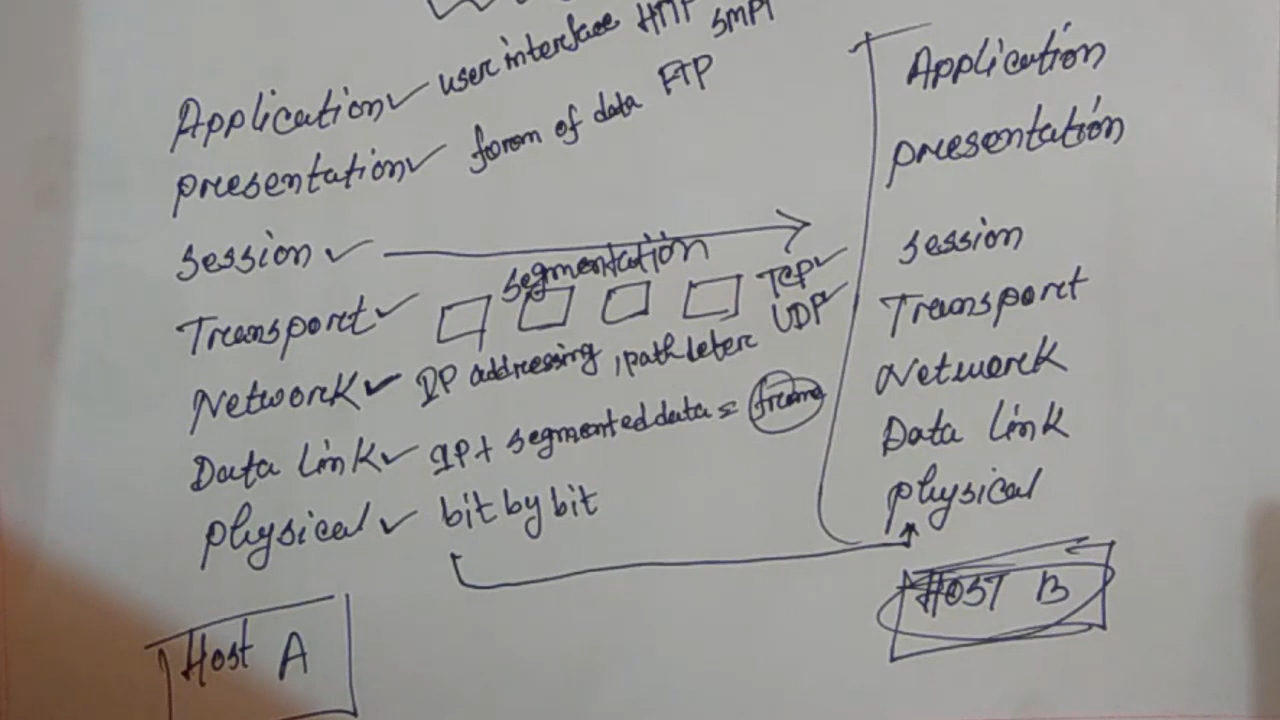 Application user interface HTTP SMPT
presentation form of data FTP
session
segmentation
Transport TCP
UDP
Network IP addressing, path
Data link IP + segmented data = frame
physical bit by bit
Host A
Application
presentation
session
Transport
Network
Data link
physical
HOST B